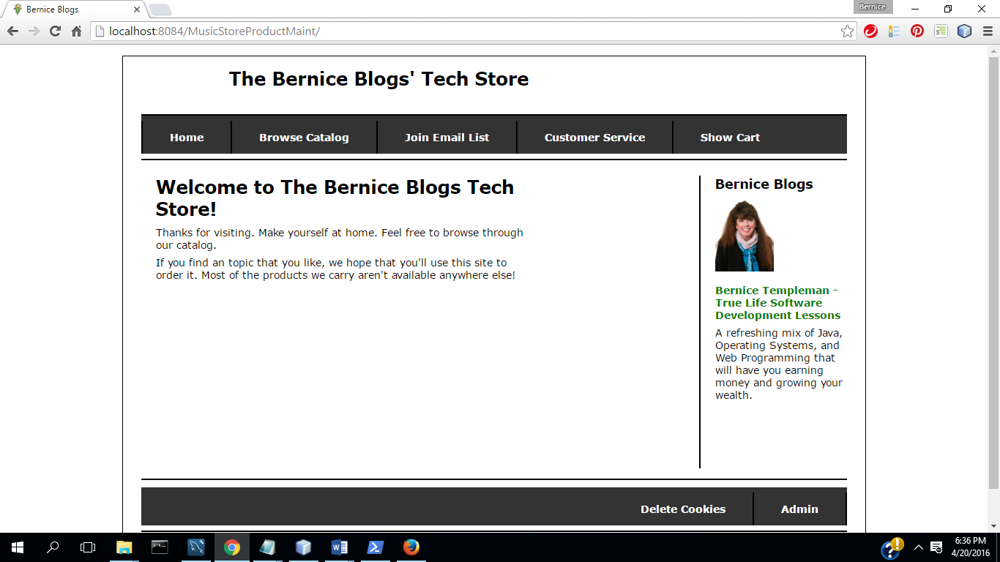 Bernice Blogs
Bernice
localhost:8084/MusicStoreProductMaint/
The Bernice Blogs' Tech Store
Home Browse Catalog Join Email List Customer Service Show Cart
Welcome to The Bernice Blogs Tech
Store!
Thanks for visiting. Make yourself at home. Feel free to browse through
our catalog.
If you find an topic that you like, we hope that you'll use this site to
order it. Most of the products we carry aren't available anywhere else!
Bernice Blogs
Bernice Templeman -
True Life Software
Development Lessons
A refreshing mix of Java,
Operating Systems, and
Web Programming that
will have you earning
money and growing your
wealth.
Delete Cookies Admin
6:36 PM
4/20/2016